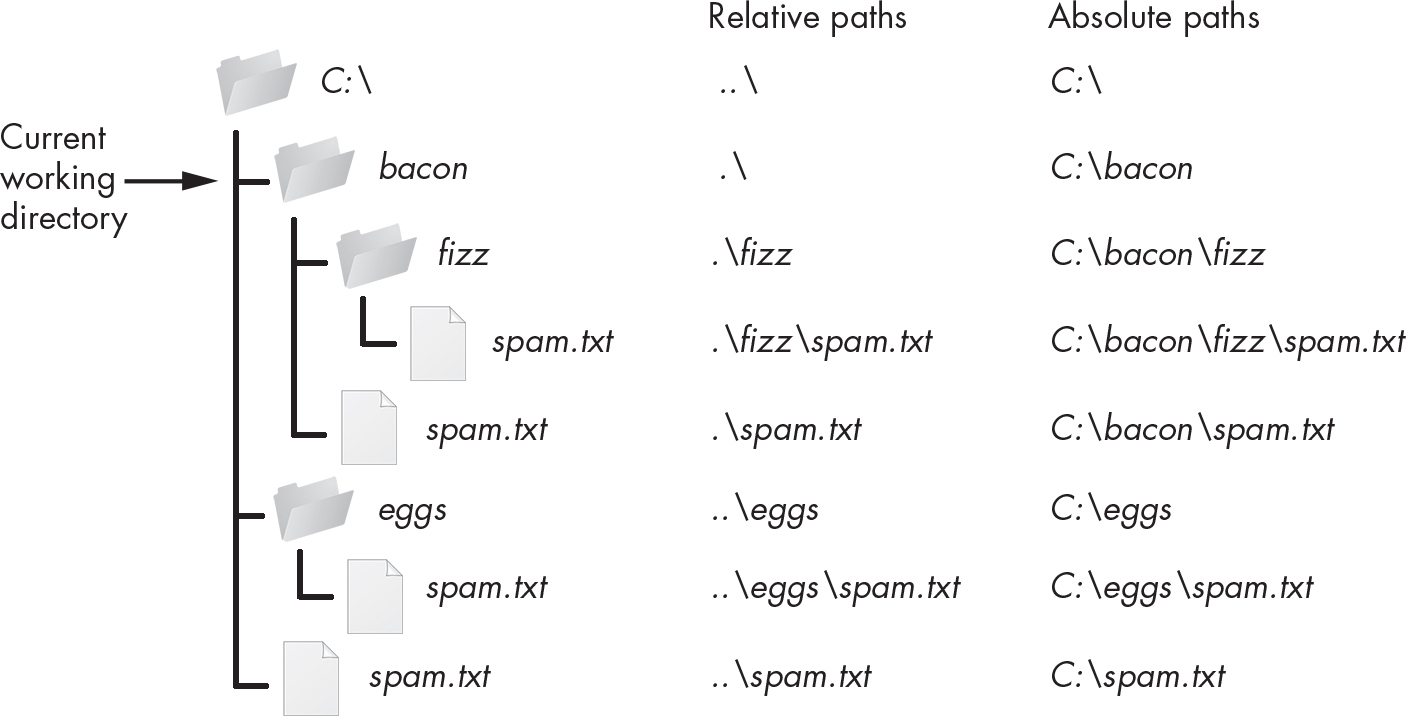 Relative paths Absolute paths
C:\ ..\ C:\
Current
working
directory
bacon .\ C:\bacon
fizz .\fizz C:\bacon\fizz
spam.txt .\fizz\spam.txt C:\bacon\fizz\spam.txt
spam.txt .\spam.txt C:\bacon\spam.txt
eggs ..\eggs C:\eggs
spam.txt ..\eggs\spam.txt C:\eggs\spam.txt
spam.txt ..\spam.txt C:\spam.txt